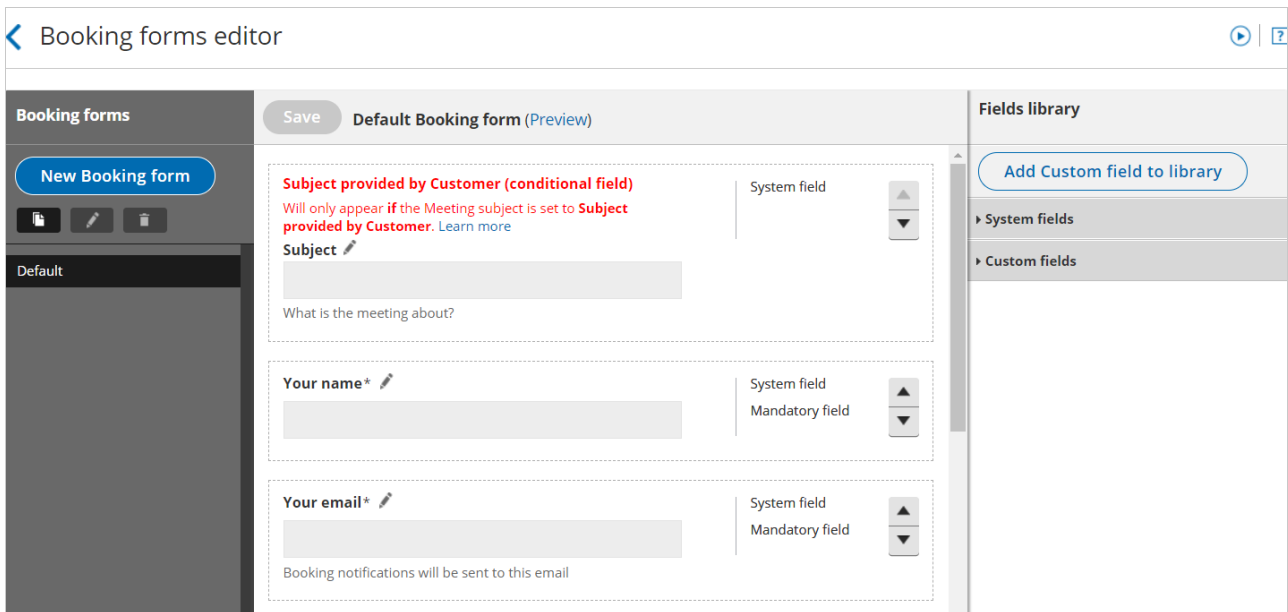 Booking forms editor
?
Booking forms
New Booking form
Default
Save
Default Booking form (Preview)
Subject provided by Customer (conditional field)
Will only appear if the Meeting subject is set to Subject
provided by Customer. Learn more
Subject
What is the meeting about?
System field
Your name*
System field
Mandatory field
Your email*
Booking notifications will be sent to this email
System field
Mandatory field
Fields library
Add Custom field to library
System fields
Custom fields